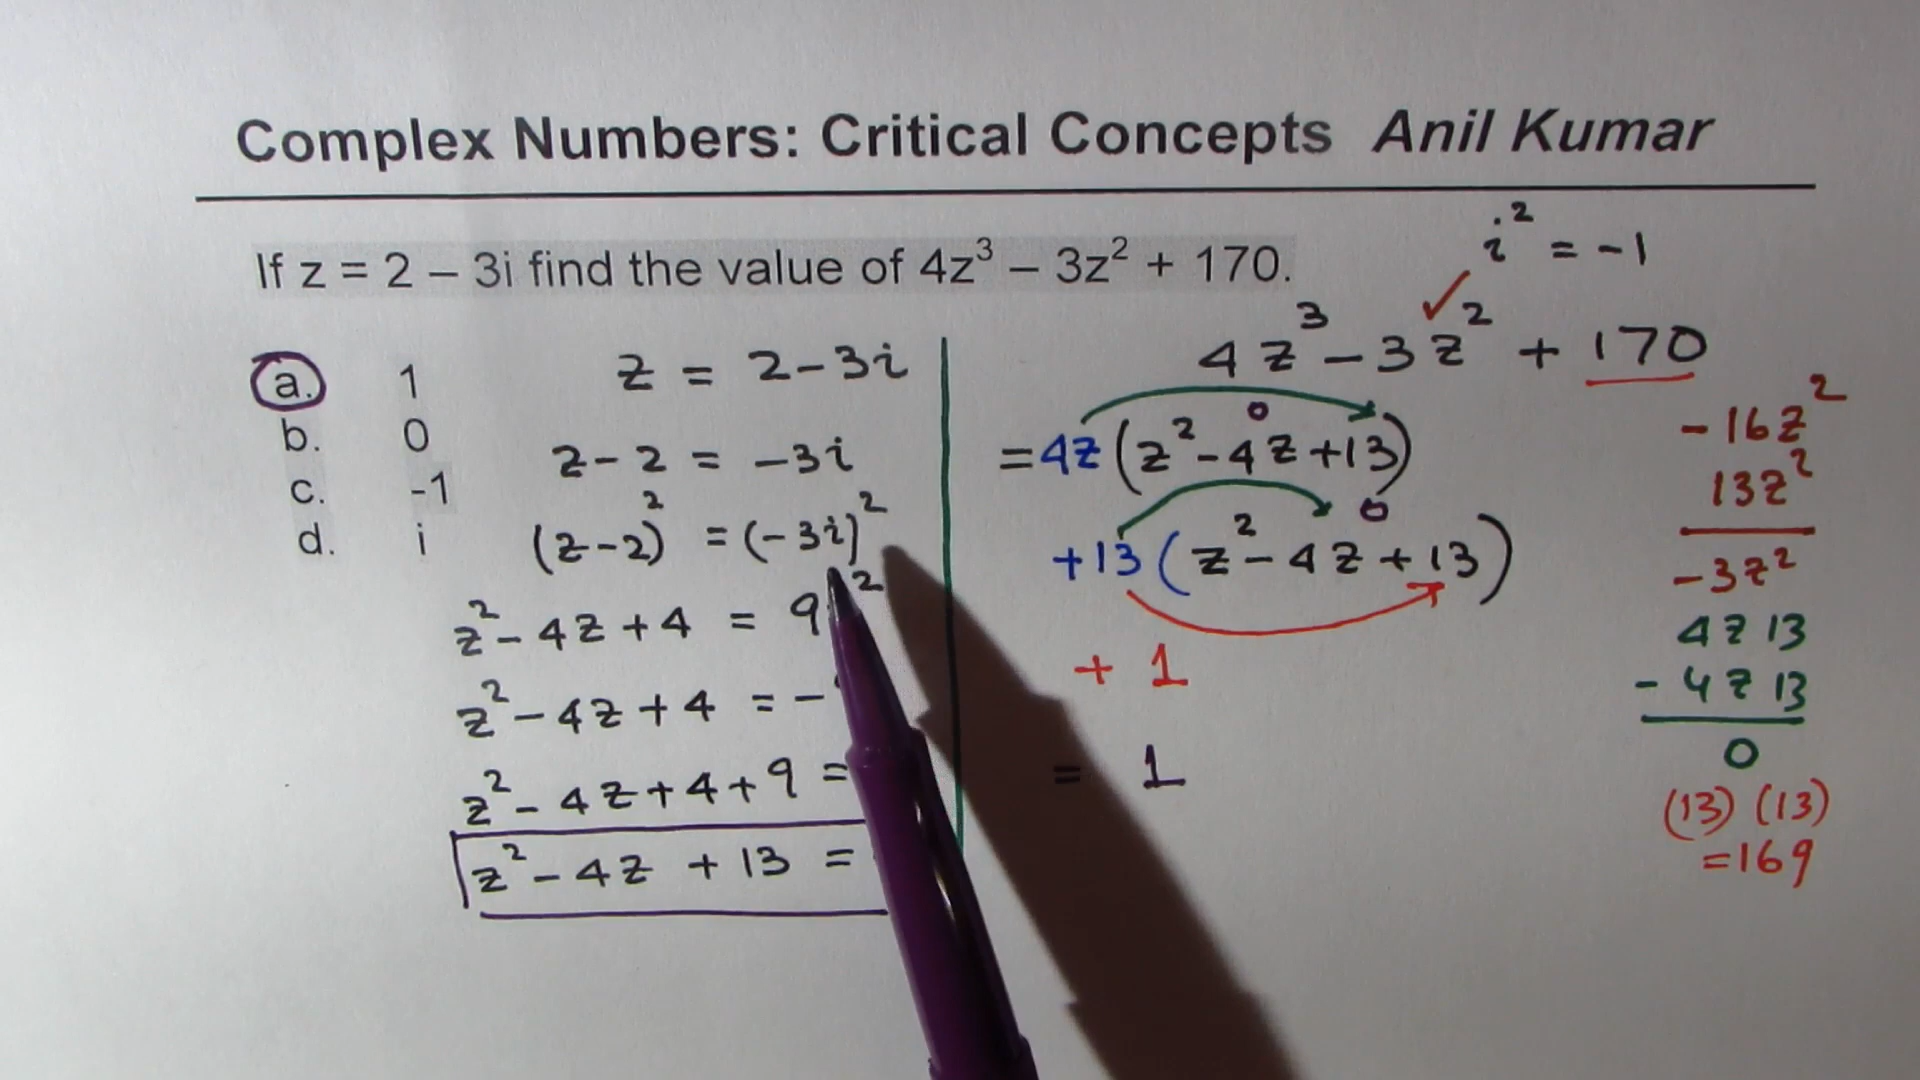 Complex Numbers: Critical Concepts Anil Kumar
If z = 2 – 3i find the value of 4z³ – 3z² + 170.
i² = -1
a. 1
b. 0
c. -1
d. i
z = 2-3i
z-2 = -3i
(z-2)² = (-3i)²
z²-4z+4 = 9 ²
z²-4z+4 = -
z²-4z+4+9 =
z²-4z+13 =
4z³-3z²+170
=4z(z²-4z+13) 0
+13(z²-4z+13) 0
+ 1
= 1
-16z²
13z²
-3z²
4z13
-4z13
0
(13)(13)
=169